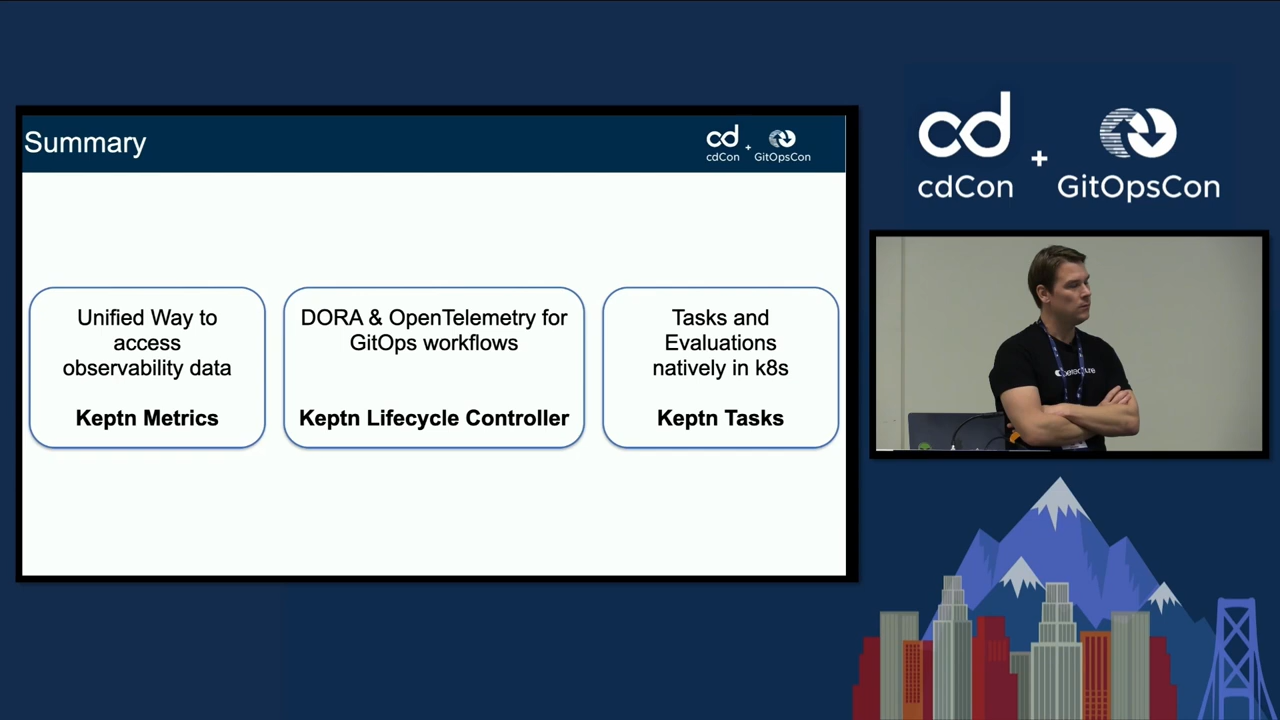 Summary
cd
cdCon
+
GitOpsCon
Unified Way to
access
observability data
Keptn Metrics
DORA & OpenTelemetry for
GitOps workflows
Keptn Lifecycle Controller
Tasks and
Evaluations
natively in k8s
Keptn Tasks
cd
cdCon
+
GitOpsCon